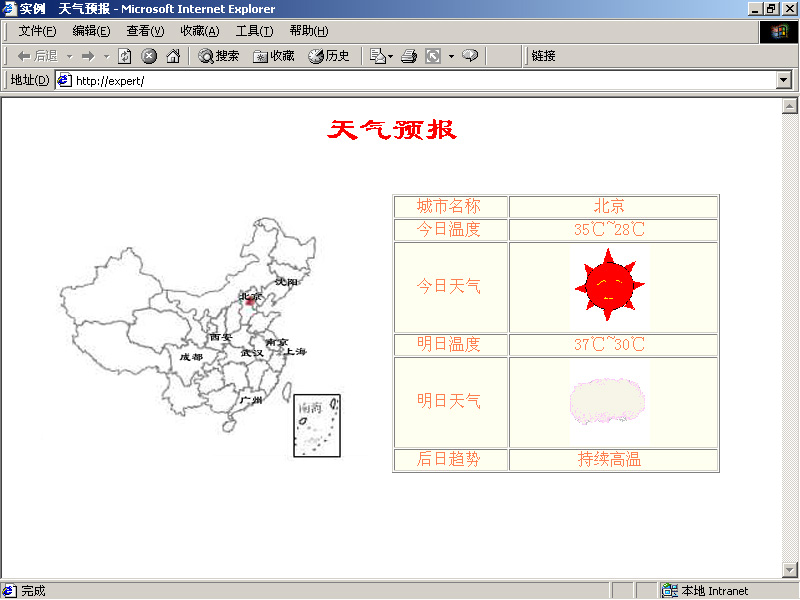 实例 天气预报 - Microsoft Internet Explorer
文件(F) 编辑(E) 查看(V) 收藏(A) 工具(T) 帮助(H)
后退 搜索 收藏 历史 链接
地址(D) http://expert/
天气预报
沈阳
北京
西安
南京
成都
武汉
上海
广州
南海
城市名称 北京
今日温度 35℃~28℃
今日天气
明日温度 37℃~30℃
明日天气
后日趋势 持续高温
完成 本地 Intranet